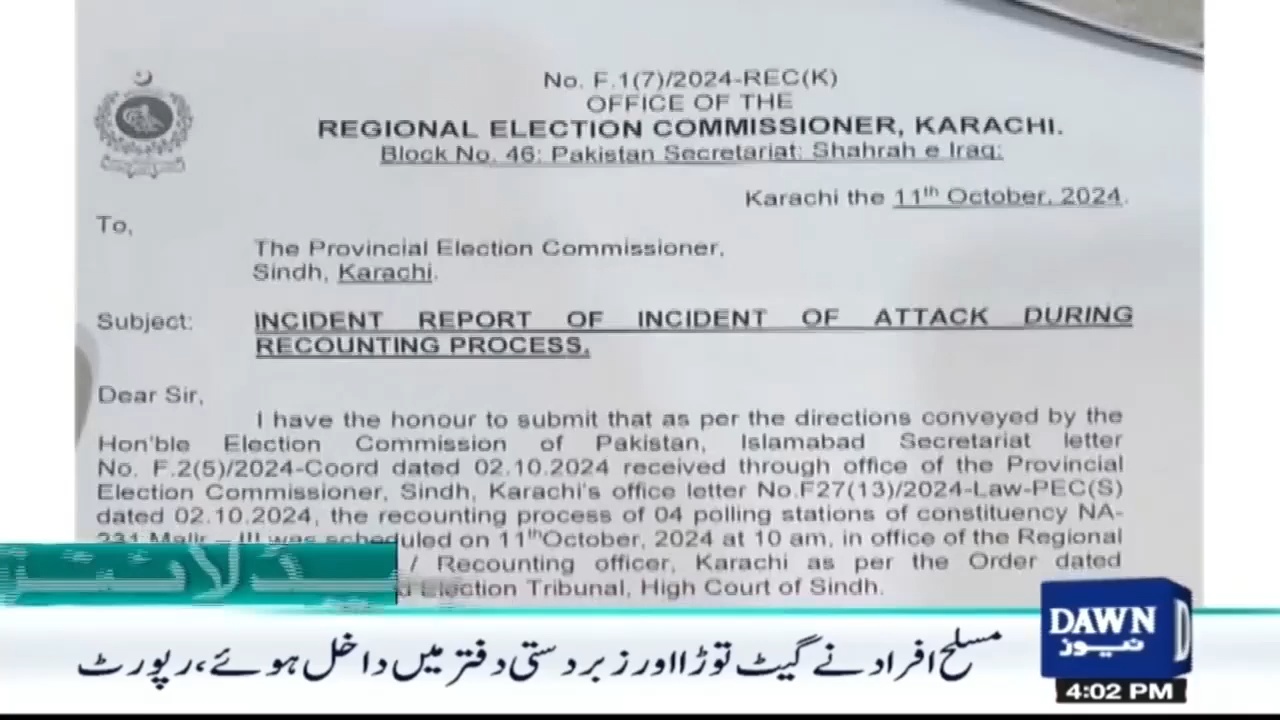 No. F.1(7)/2024-REC(K)
OFFICE OF THE
REGIONAL ELECTION COMMISSIONER, KARACHI.
Block No. 46; Pakistan Secretariat; Shahrah e Iraq;
Karachi the 11th October, 2024.
To,
The Provincial Election Commissioner,
Sindh, Karachi.
Subject: INCIDENT REPORT OF INCIDENT OF ATTACK DURING
RECOUNTING PROCESS.
Dear Sir,
I have the honour to submit that as per the directions conveyed by the
Hon'ble Election Commission of Pakistan, Islamabad Secretariat letter
No. F.2(5)/2024-Coord dated 02.10.2024 received through office of the Provincial
Election Commissioner, Sindh, Karachi's office letter No.F27(13)/2024-Law-PEC(S)
dated 02.10.2024, the recounting process of 04 polling stations of constituency NA-
231 Malir – III was scheduled on 11thOctober, 2024 at 10 am, in office of the Regional
/ Recounting officer, Karachi as per the Order dated
Election Tribunal, High Court of Sindh.
مسلح افراد نے گیٹ توڑا اور زبردستی دفتر میں داخل ہوئے، رپورٹ
DAWN
نیوز
4:02 PM